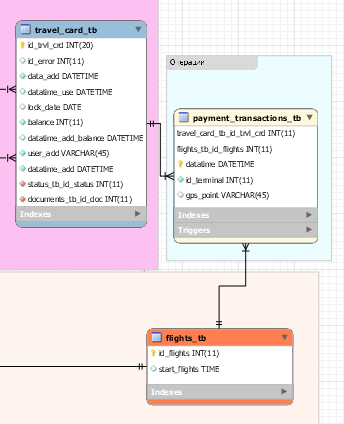 travel_card_tb
id_trvl_crd INT(20)
id_error INT(11)
data_add DATETIME
datatime_use DATETIME
lock_date DATE
balance INT(11)
datatime_add_balance DATETIME
user_add VARCHAR(45)
datatime_add DATETIME
status_tb_id_status INT(11)
documents_tb_id_doc INT(11)
Indexes
Операции
payment_transactions_tb
travel_card_tb_id_trvl_crd INT(11)
flights_tb_id_flights INT(11)
datatime DATETIME
id_terminal INT(11)
gps_point VARCHAR(45)
Indexes
Triggers
flights_tb
id_flights INT(11)
start_flights TIME
Indexes